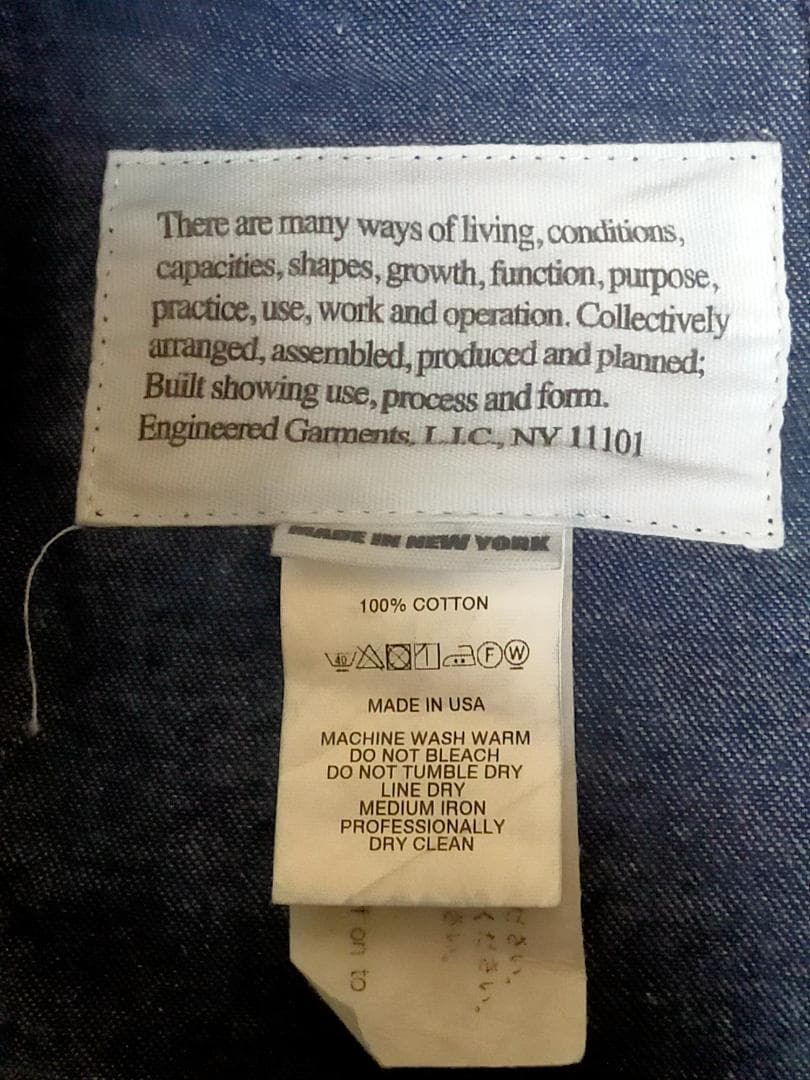 There are many ways of living, conditions,
capacities, shapes, growth, function, purpose,
practice, use, work and operation. Collectively
arranged, assembled, produced and planned;
Built showing use, process and form.
Engineered Garments, L.I.C., NY 11101
MADE IN NEW YORK
100% COTTON
40 F W
MADE IN USA
MACHINE WASH WARM
DO NOT BLEACH
DO NOT TUMBLE DRY
LINE DRY
MEDIUM IRON
PROFESSIONALLY
DRY CLEAN
on to